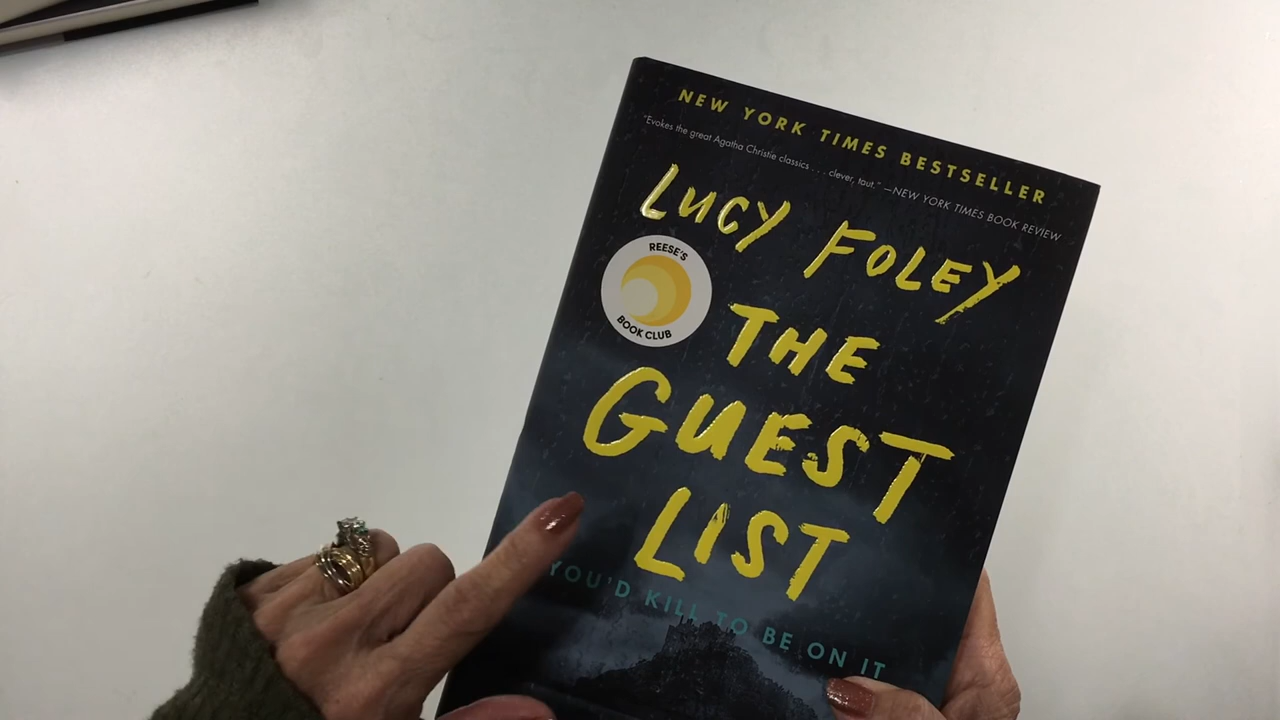 NEW YORK TIMES BESTSELLER
"Evokes the great Agatha Christie classics . . . clever, taut." —NEW YORK TIMES BOOK REVIEW
LUCY FOLEY
REESE'S
BOOK CLUB
THE
GUEST
LIST
YOU'D KILL TO BE ON IT